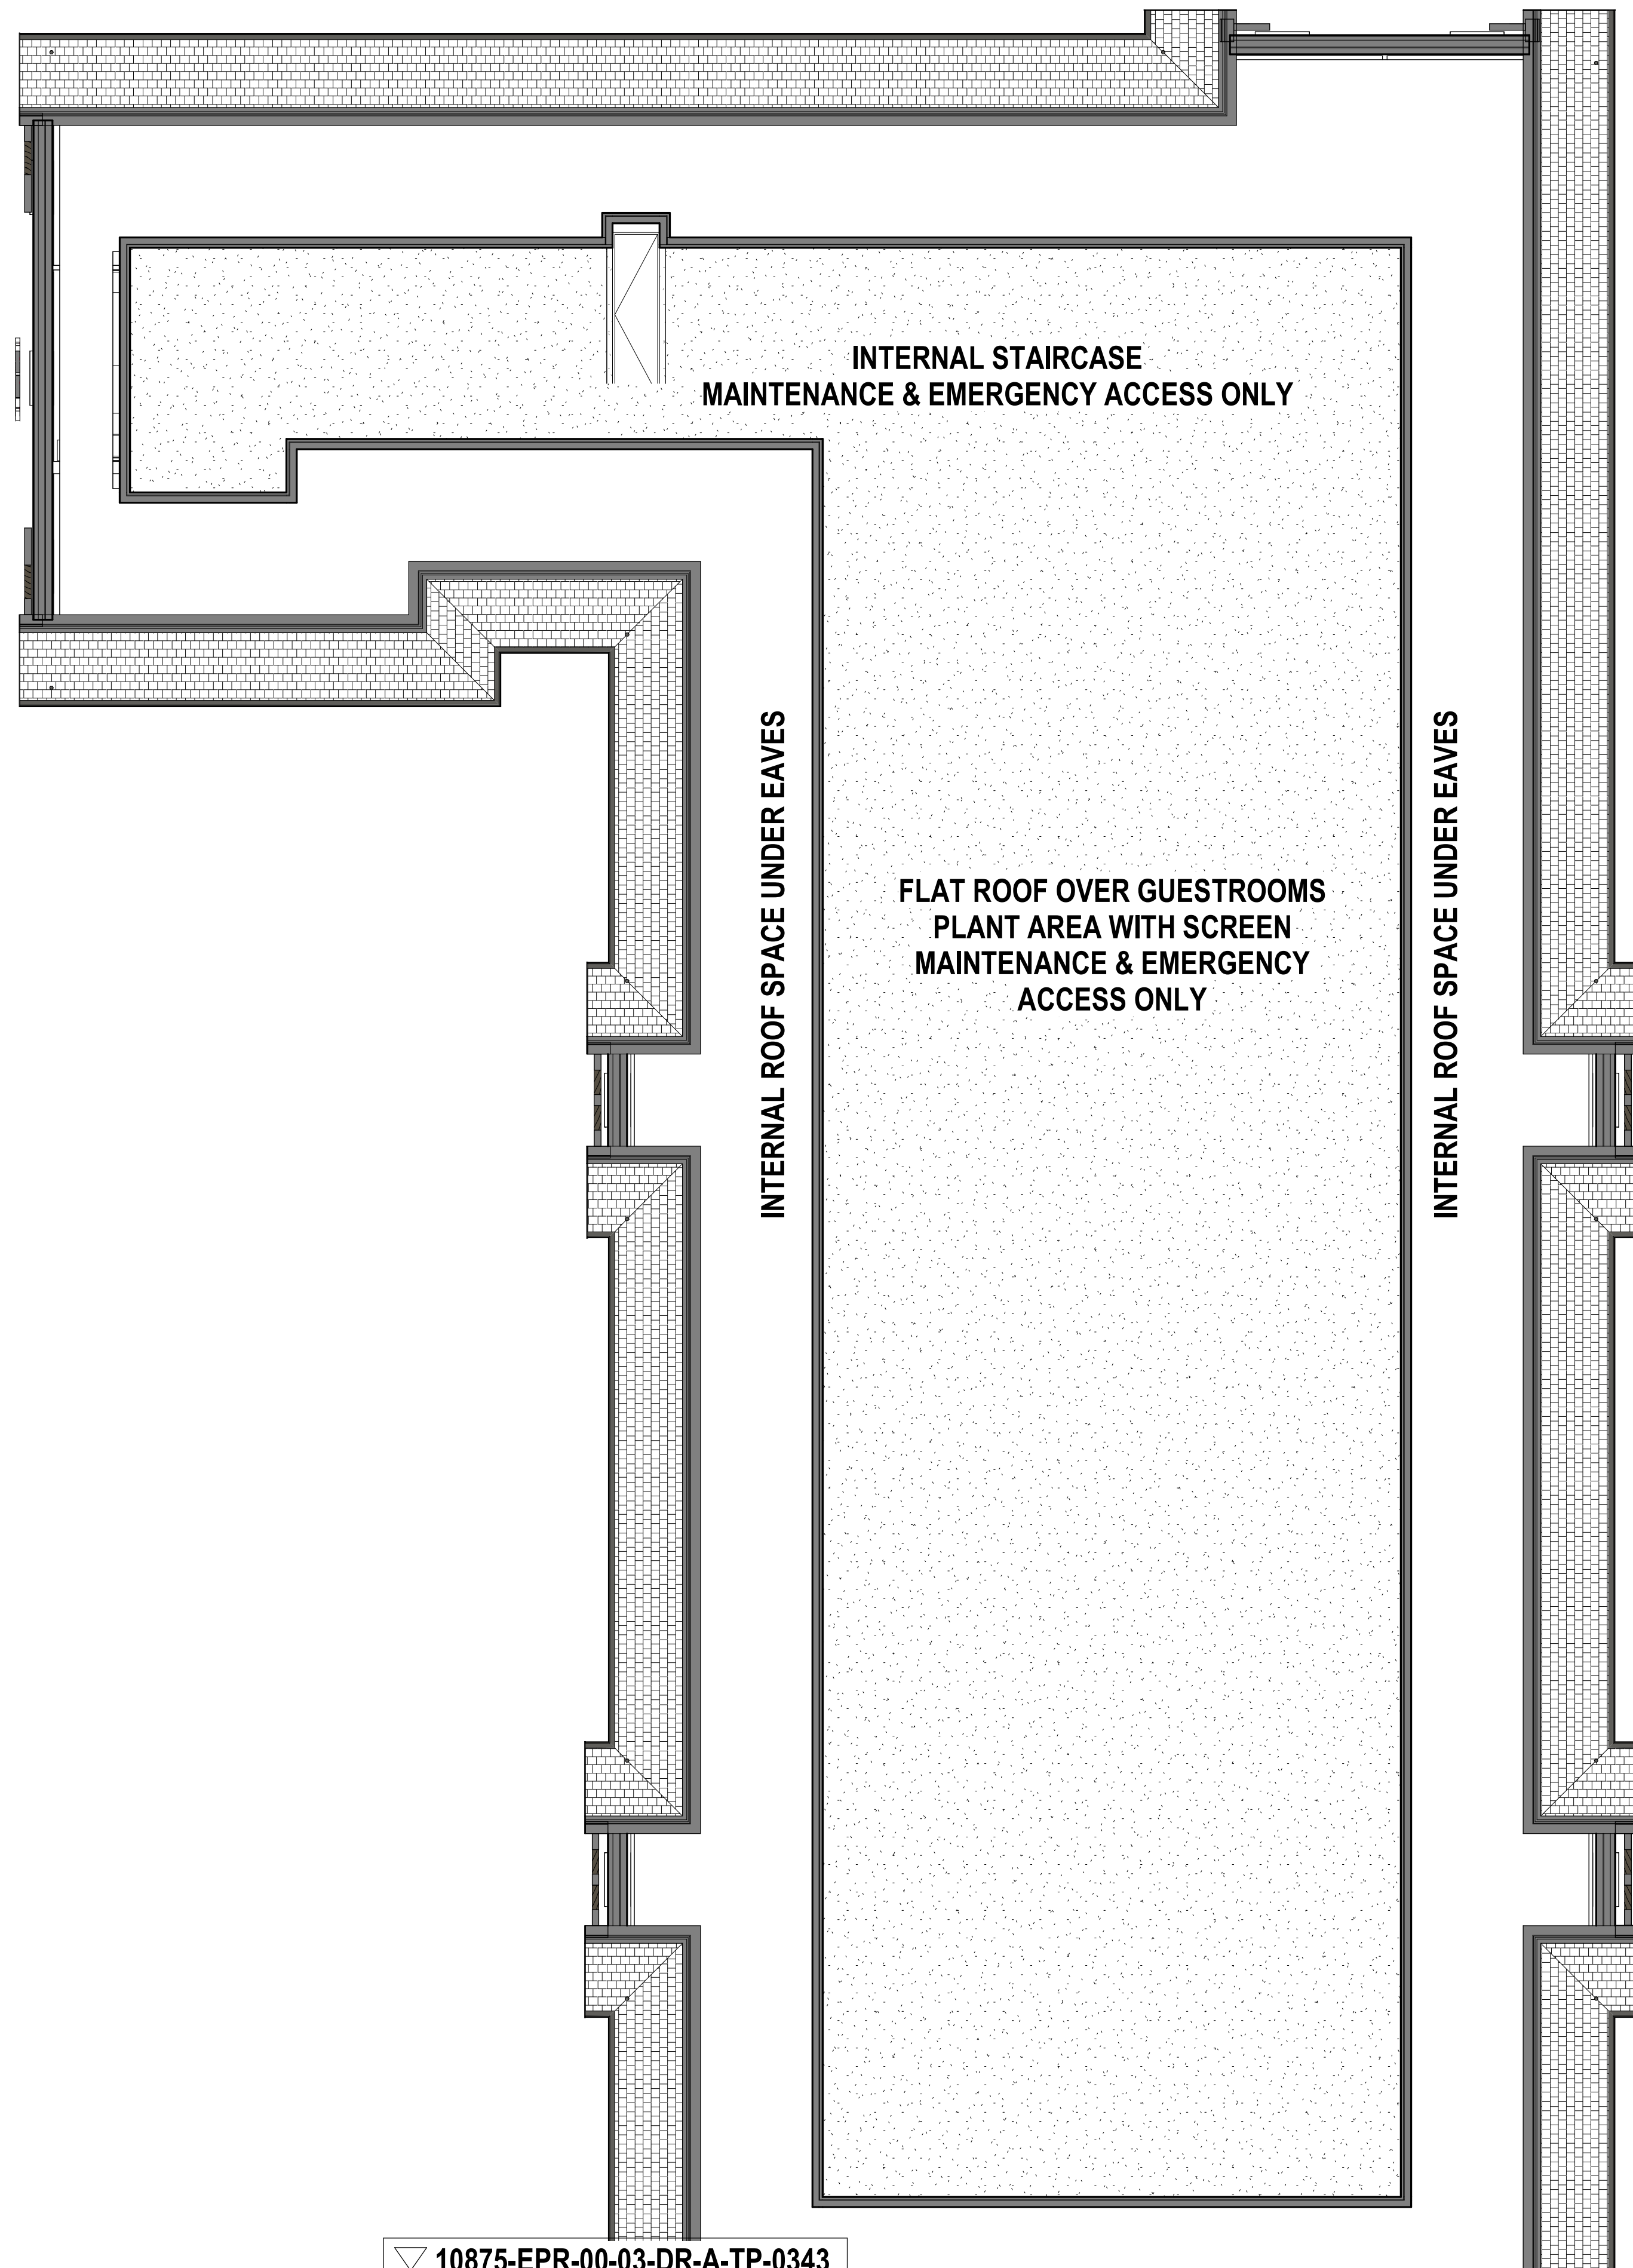 INTERNAL STAIRCASE
MAINTENANCE & EMERGENCY ACCESS ONLY
INTERNAL ROOF SPACE UNDER EAVES
FLAT ROOF OVER GUESTROOMS
PLANT AREA WITH SCREEN
MAINTENANCE & EMERGENCY
ACCESS ONLY
INTERNAL ROOF SPACE UNDER EAVES
10875-EPR-00-03-DR-A-TP-0343